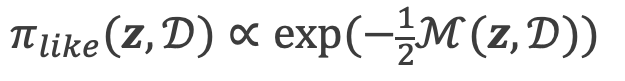 π_like(𝒛, 𝒟) ∝ exp(−½ℳ(𝒛, 𝒟))